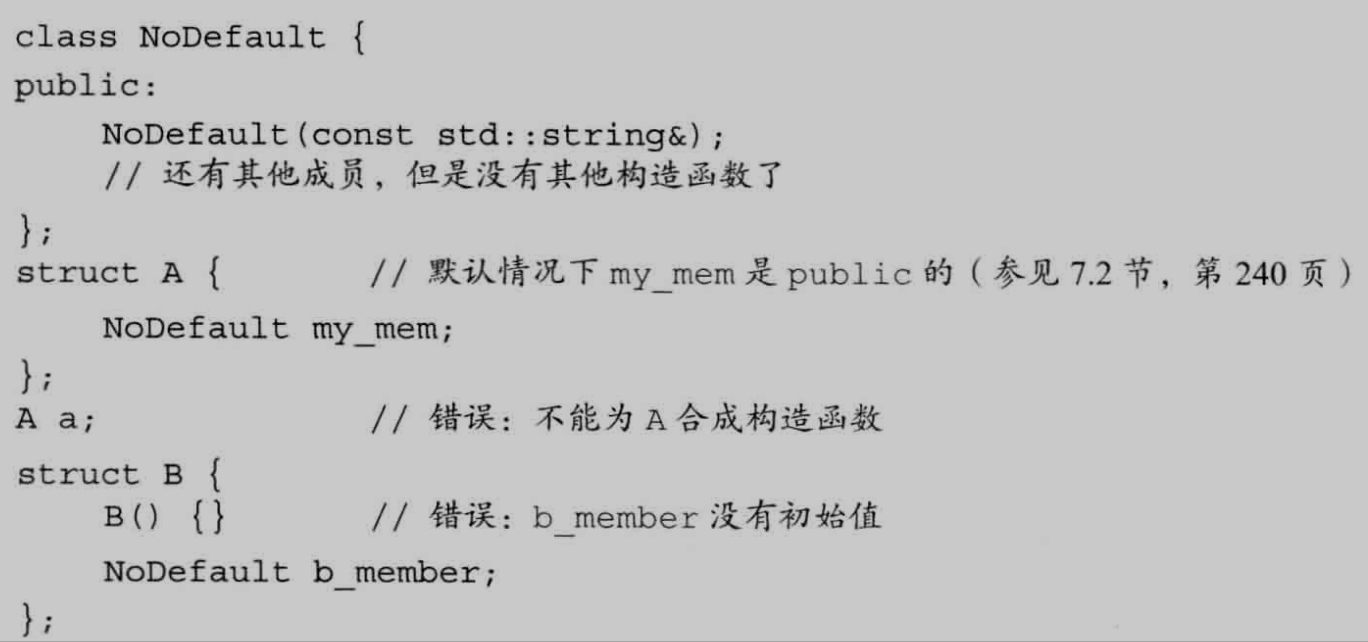 class NoDefault {
public:
    NoDefault(const std::string&);
    // 还有其他成员，但是没有其他构造函数了
};
struct A {        // 默认情况下 my_mem 是 public 的（参见 7.2 节，第 240 页）
    NoDefault my_mem;
};
A a;              // 错误：不能为 A 合成构造函数
struct B {
    B() {}        // 错误：b_member 没有初始值
    NoDefault b_member;
};